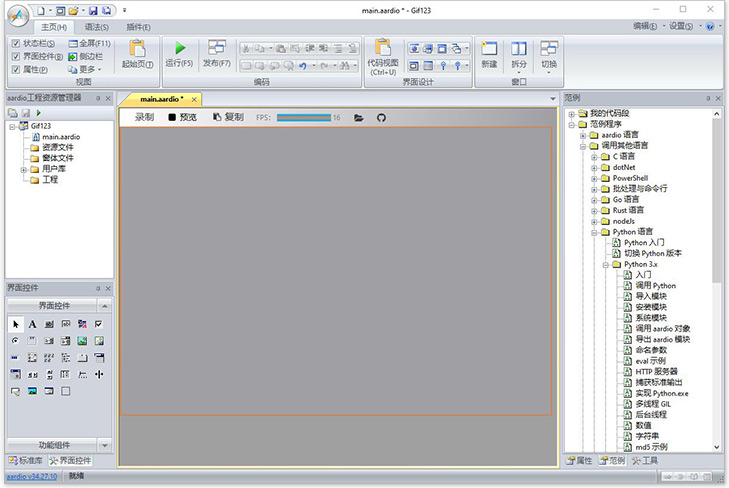 main.aardio * - Gif123
主页(H) 语法(S) 插件(E) 编辑(E) 设置(S)
状态栏(S) 全屏(F11)
界面控件(B) 侧边栏
属性(P) 更多
起始页(T)
视图
运行(F5) 发布(F7)
编码
代码视图
(Ctrl+U)
界面设计
新建 拆分 切换
窗口
aardio工程资源管理器
Gif123
main.aardio
资源文件
窗体文件
用户库
工程
界面控件
界面控件
功能组件
标准库 界面控件
main.aardio *
录制 预览 复制 FPS: 16
范例
我的代码段
范例程序
aardio 语言
调用其他语言
C 语言
dotNet
PowerShell
批处理与命令行
Go 语言
Rust 语言
nodeJs
Python 语言
Python 入门
切换 Python 版本
Python 3.x
入门
调用 Python
导入模块
安装模块
系统模块
调用 aardio 对象
导出 aardio 模块
命名参数
eval 示例
HTTP 服务器
捕获标准输出
实现 Python.exe
多线程 GIL
后台线程
数值
字符串
md5 示例
属性 范例 工具
aardio v34.27.10 就绪